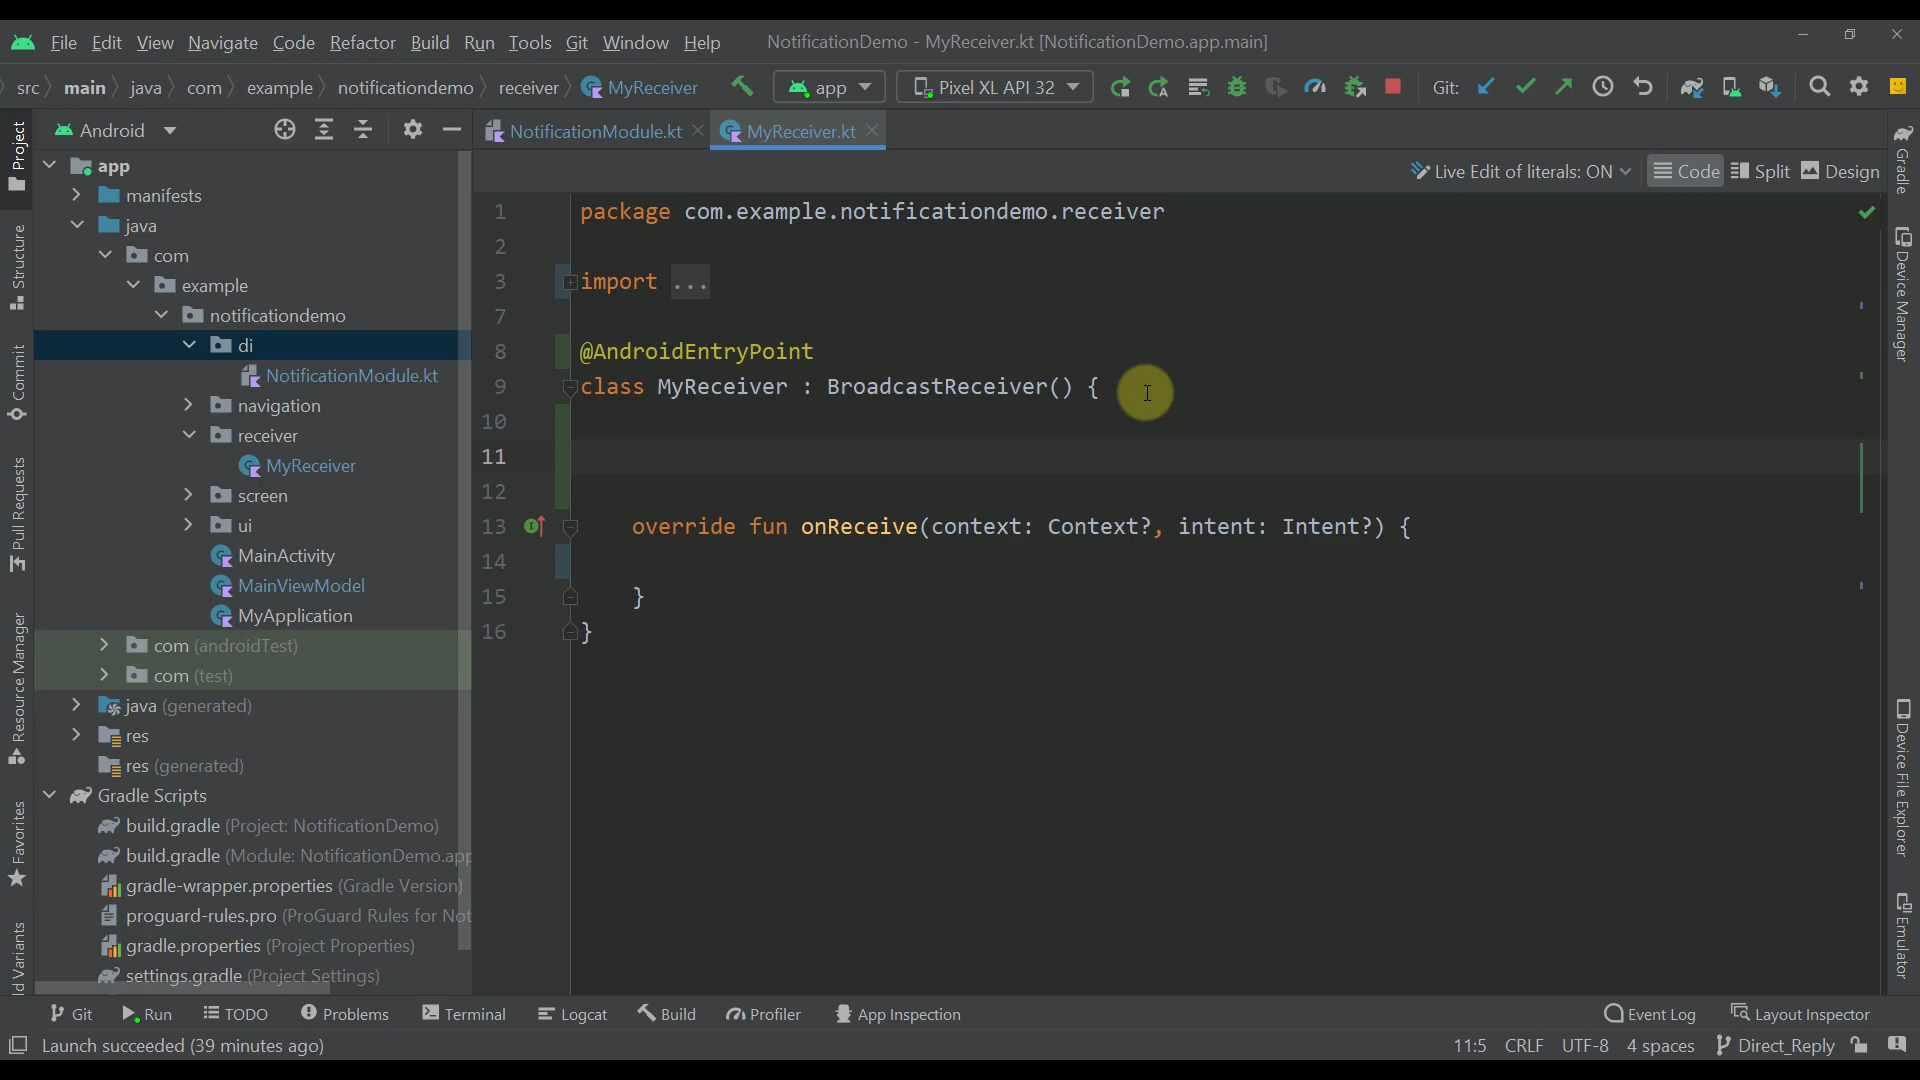 File Edit View Navigate Code Refactor Build Run Tools Git Window Help NotificationDemo - MyReceiver.kt [NotificationDemo.app.main]
src main java com example notificationdemo receiver MyReceiver app Pixel XL API 32 Git:
Android
NotificationModule.kt MyReceiver.kt
Live Edit of literals: ON Code Split Design
Project
Structure
Commit
Pull Requests
Resource Manager
Favorites
ld Variants
app
manifests
java
com
example
notificationdemo
di
NotificationModule.kt
navigation
receiver
MyReceiver
screen
ui
MainActivity
MainViewModel
MyApplication
com (androidTest)
com (test)
java (generated)
res
res (generated)
Gradle Scripts
build.gradle (Project: NotificationDemo)
build.gradle (Module: NotificationDemo.app
gradle-wrapper.properties (Gradle Version)
proguard-rules.pro (ProGuard Rules for Not
gradle.properties (Project Properties)
settings.gradle (Project Settings)
1 package com.example.notificationdemo.receiver
2
3 import ...
7
8 @AndroidEntryPoint
9 class MyReceiver : BroadcastReceiver() {
10
11
12
13 override fun onReceive(context: Context?, intent: Intent?) {
14
15 }
16 }
Gradle
Device Manager
Device File Explorer
Emulator
Git Run TODO Problems Terminal Logcat Build Profiler App Inspection Event Log Layout Inspector
Launch succeeded (39 minutes ago) 11:5 CRLF UTF-8 4 spaces Direct_Reply